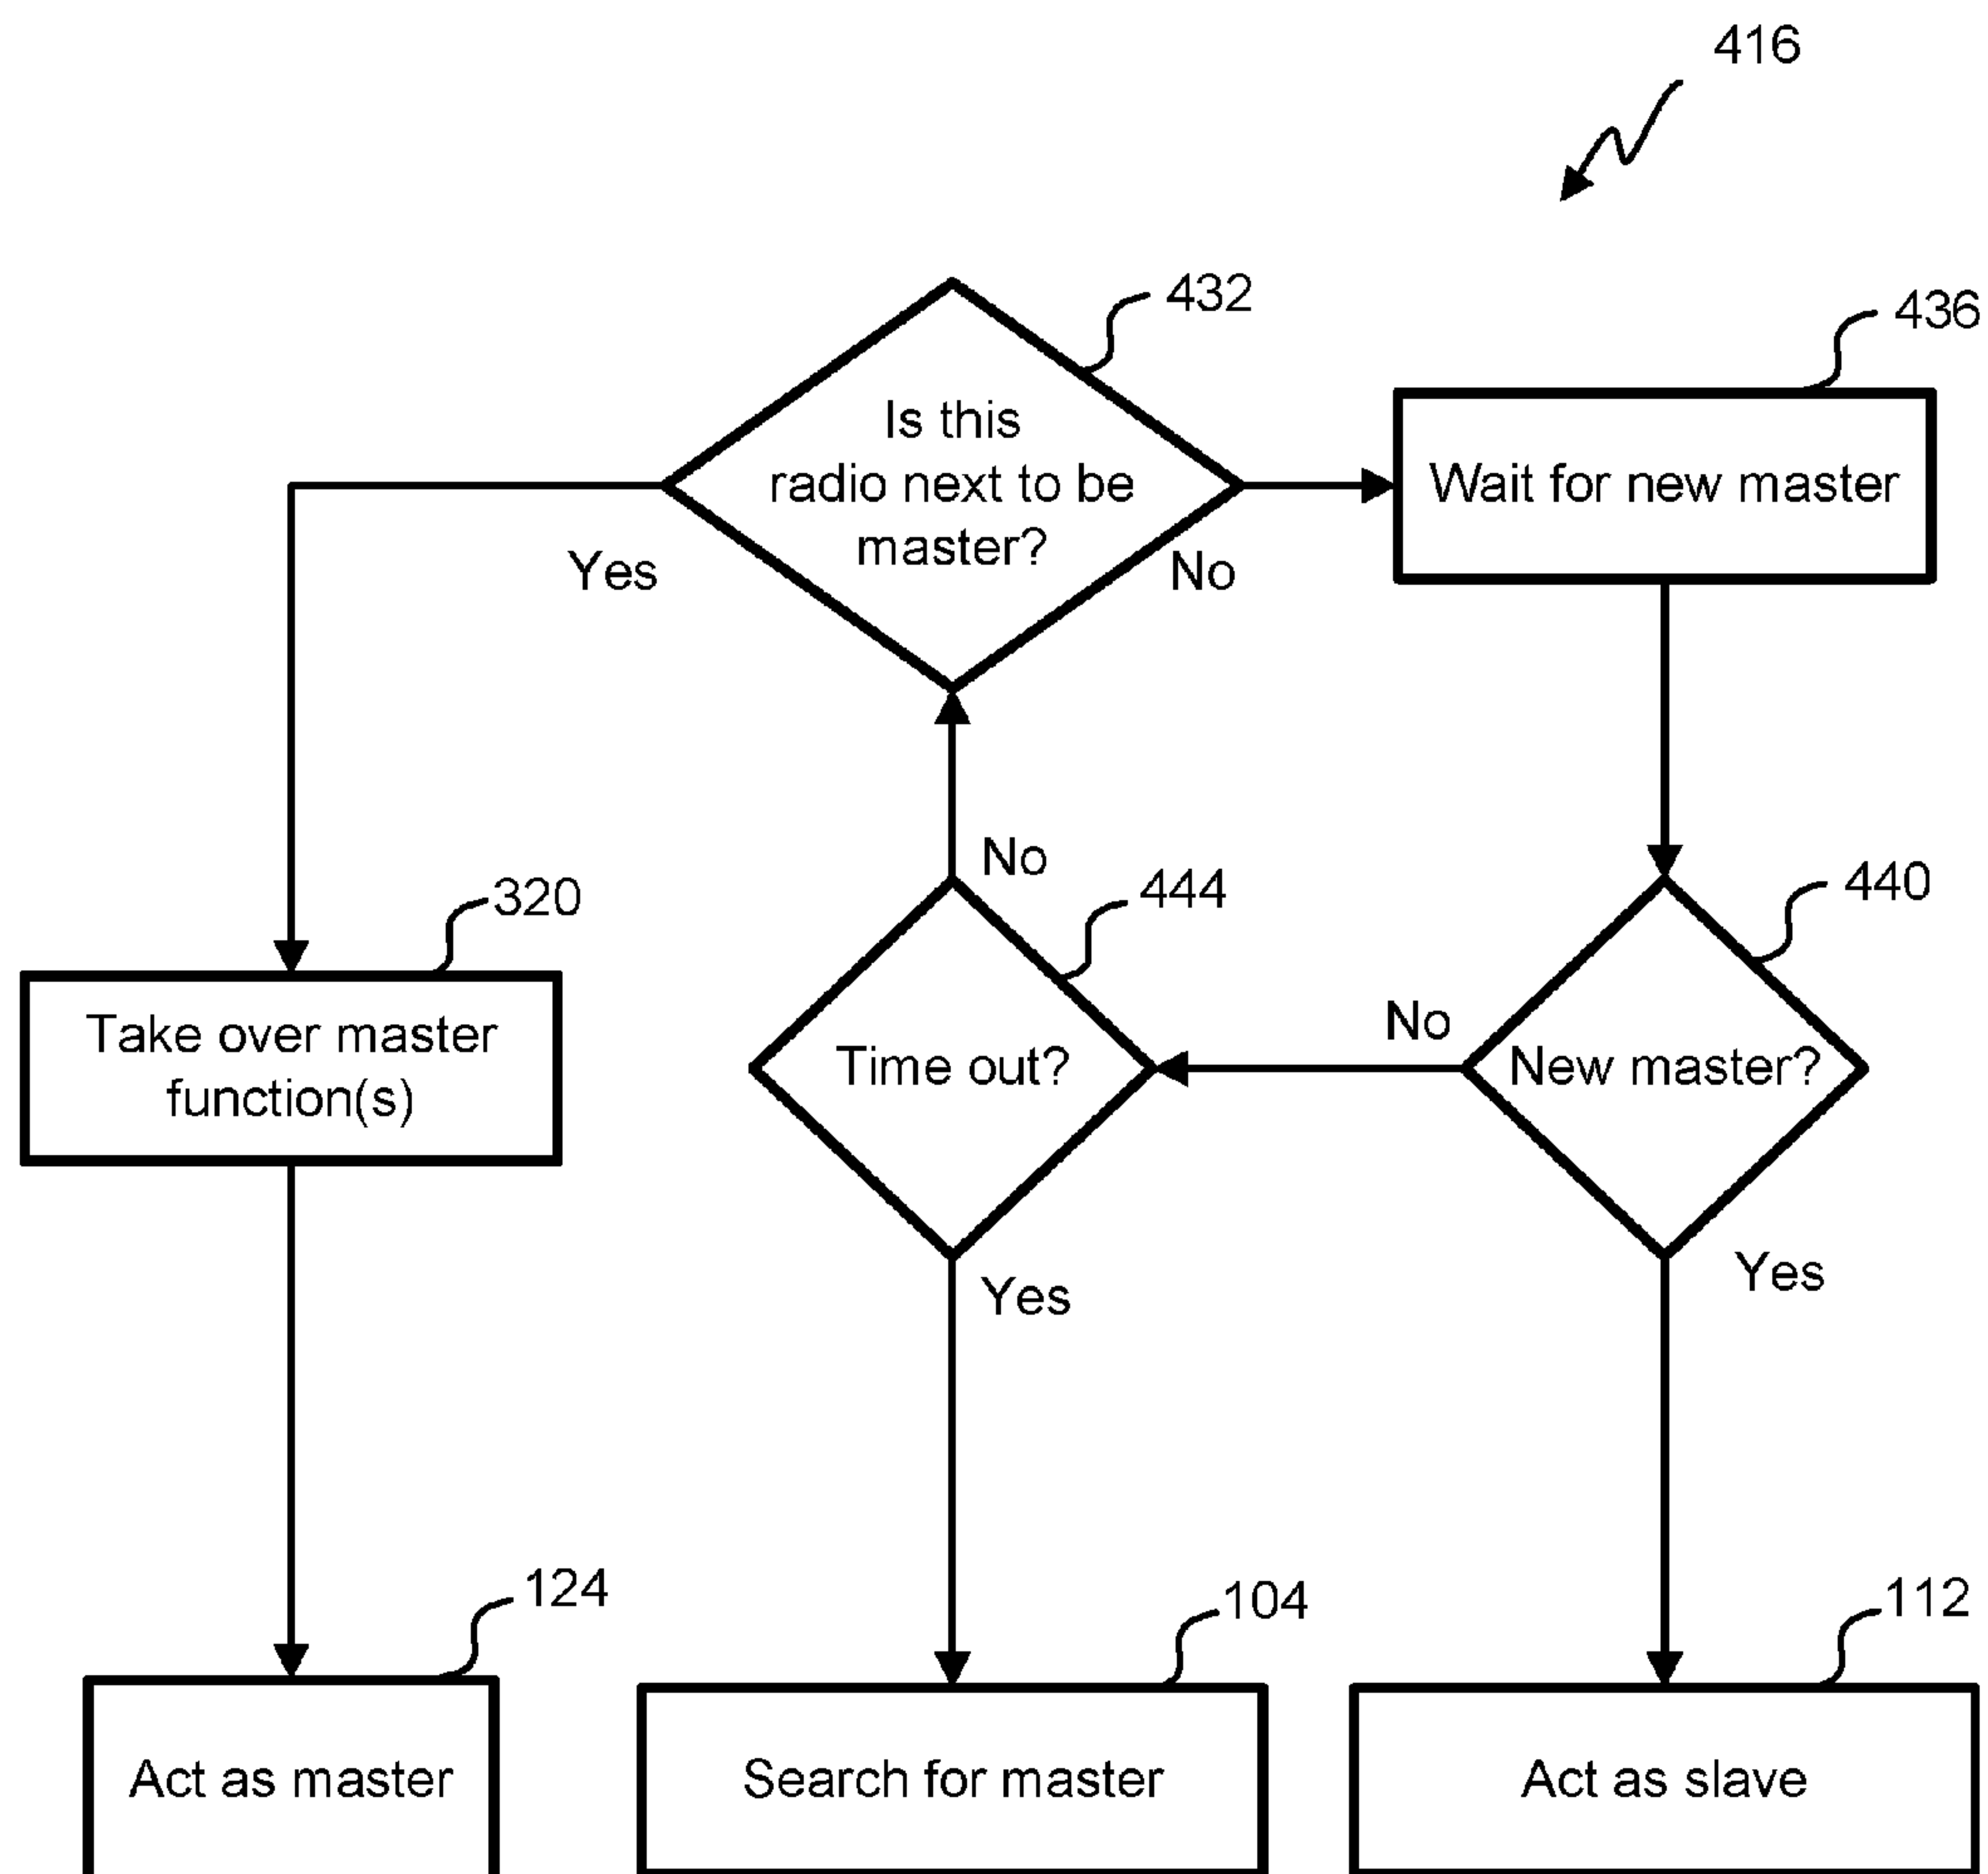 416
432
436
Is this
radio next to be
master?
Wait for new master
Yes
No
No
320
444
440
No
Take over master
function(s)
Time out?
New master?
Yes
Yes
124
104
112
Act as master
Search for master
Act as slave